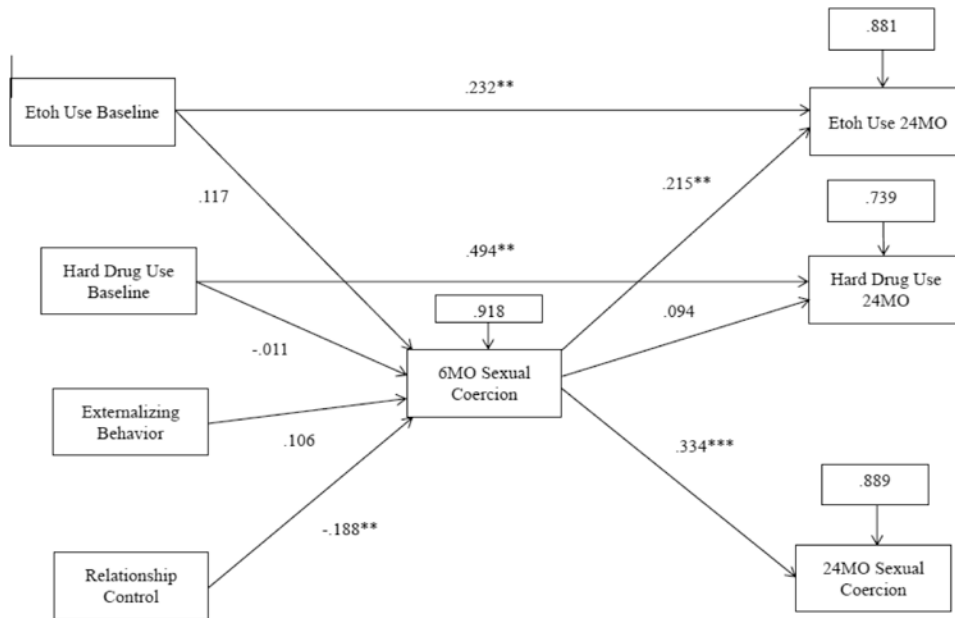 .881
.232**
Etoh Use Baseline
Etoh Use 24MO
.117
.215**
.739
.494**
Hard Drug Use
Baseline
Hard Drug Use
24MO
.918
.094
-.011
6MO Sexual
Coercion
Externalizing
Behavior
.106
.334***
.889
-.188**
Relationship
Control
24MO Sexual
Coercion